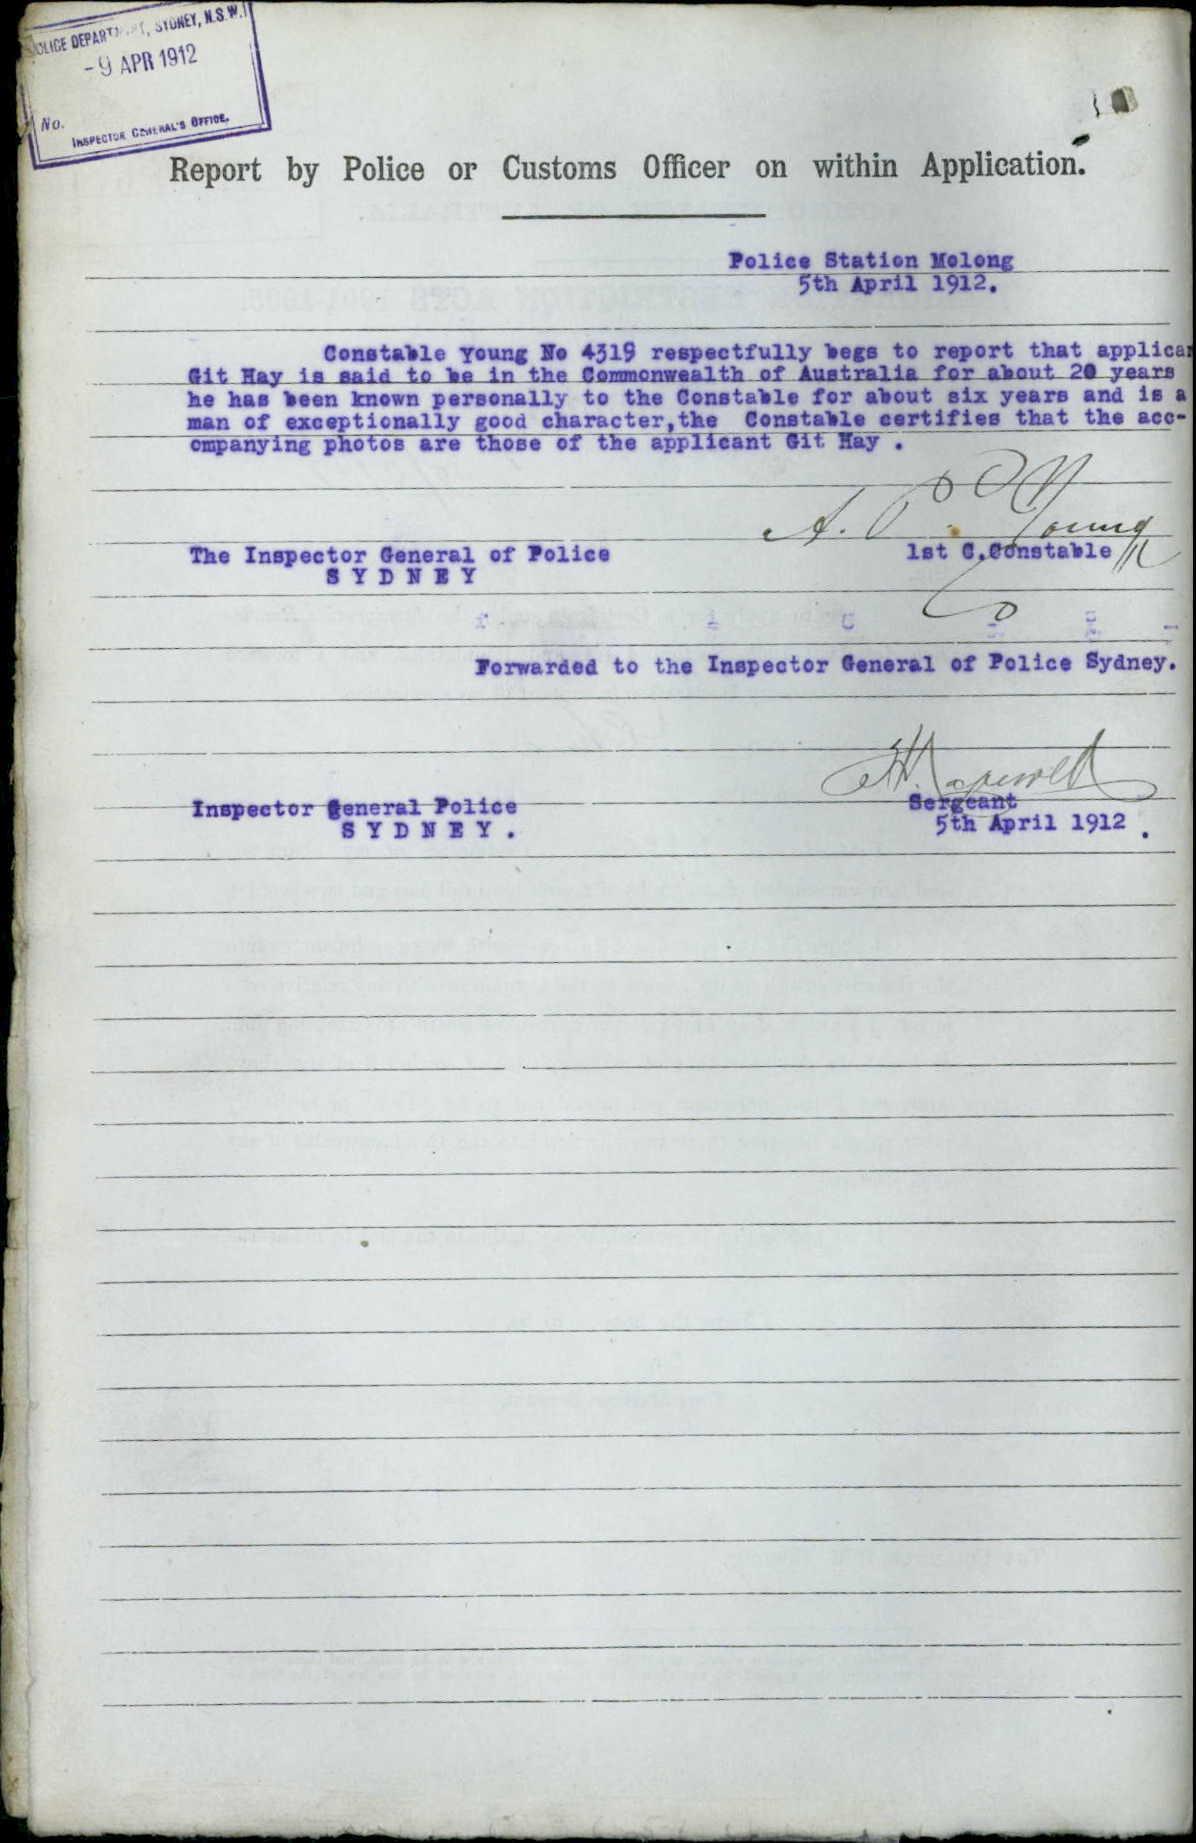 POLICE DEPARTMENT, SYDNEY, N.S.W.
-9 APR 1912
No.
INSPECTOR GENERAL'S OFFICE.
Report by Police or Customs Officer on within Application.
Police Station Molong
5th April 1912.
Constable Young No 4319 respectfully begs to report that applican
Git Hay is said to be in the Commonwealth of Australia for about 20 years
he has been known personally to the Constable for about six years and is a
man of exceptionally good character,the Constable certifies that the acc-
ompanying photos are those of the applicant Git Hay .
A. P. Young
The Inspector General of Police
1st C.Constable
S Y D N E Y
Forwarded to the Inspector General of Police Sydney.
Inspector General Police
Sergeant
S Y D N E Y .
5th April 1912 .